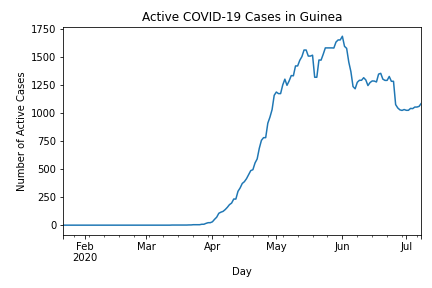 Active COVID-19 Cases in Guinea
Number of Active Cases
1750
1500
1250
1000
750
500
250
0
Feb
2020
Mar
Apr
May
Jun
Jul
Day